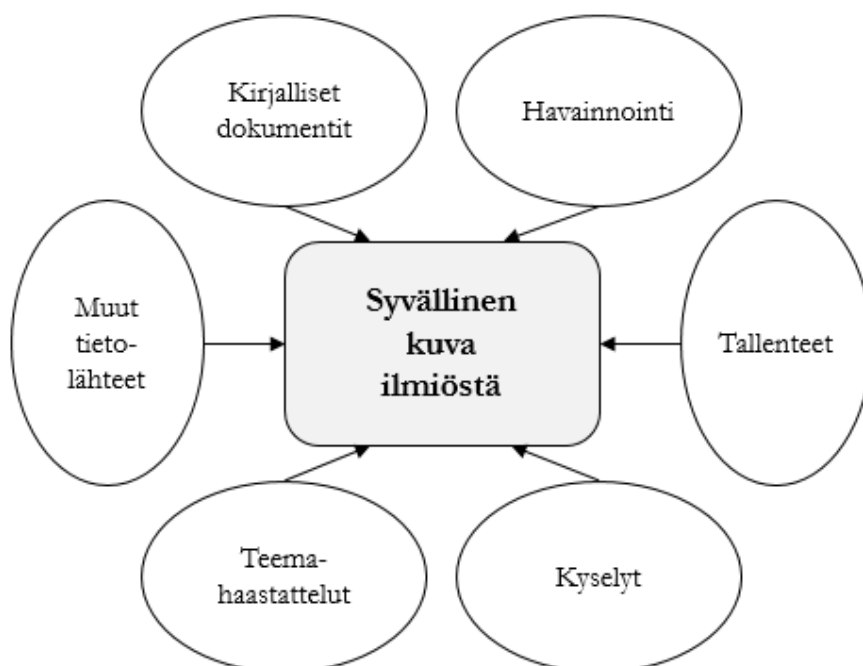 Kirjalliset
dokumentit
Havainnointi
Muut
tieto-
lähteet
Syvällinen
kuva
ilmiöstä
Tallenteet
Teema-
haastattelut
Kyselyt